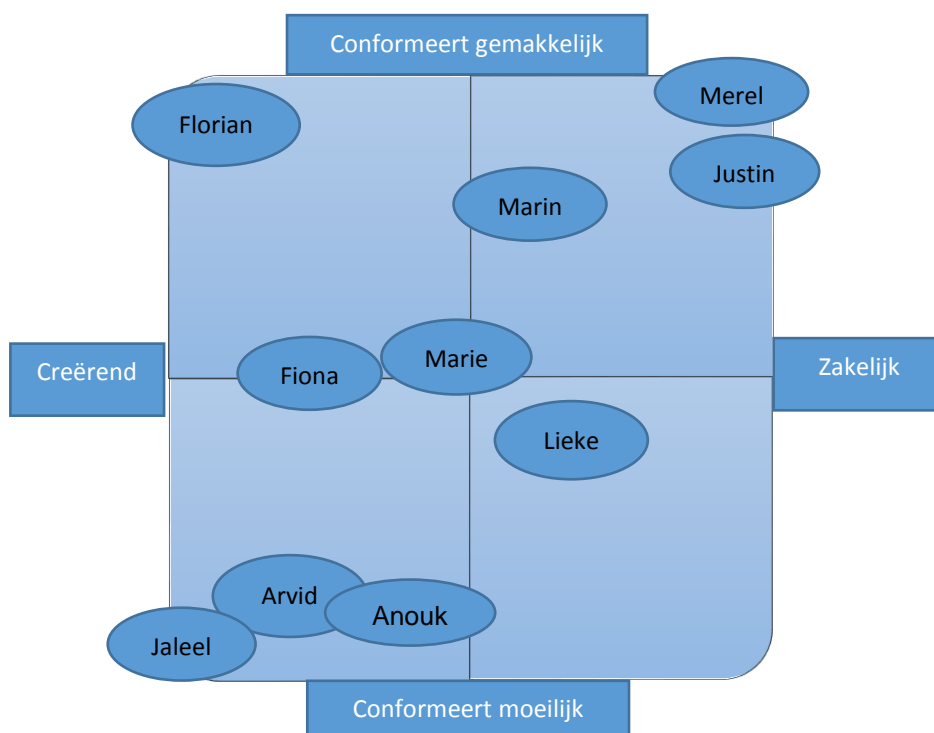 Conformeert gemakkelijk
Merel
Florian
Justin
Marin
Marie
Creërend
Fiona
Zakelijk
Lieke
Arvid
Anouk
Jaleel
Conformeert moeilijk